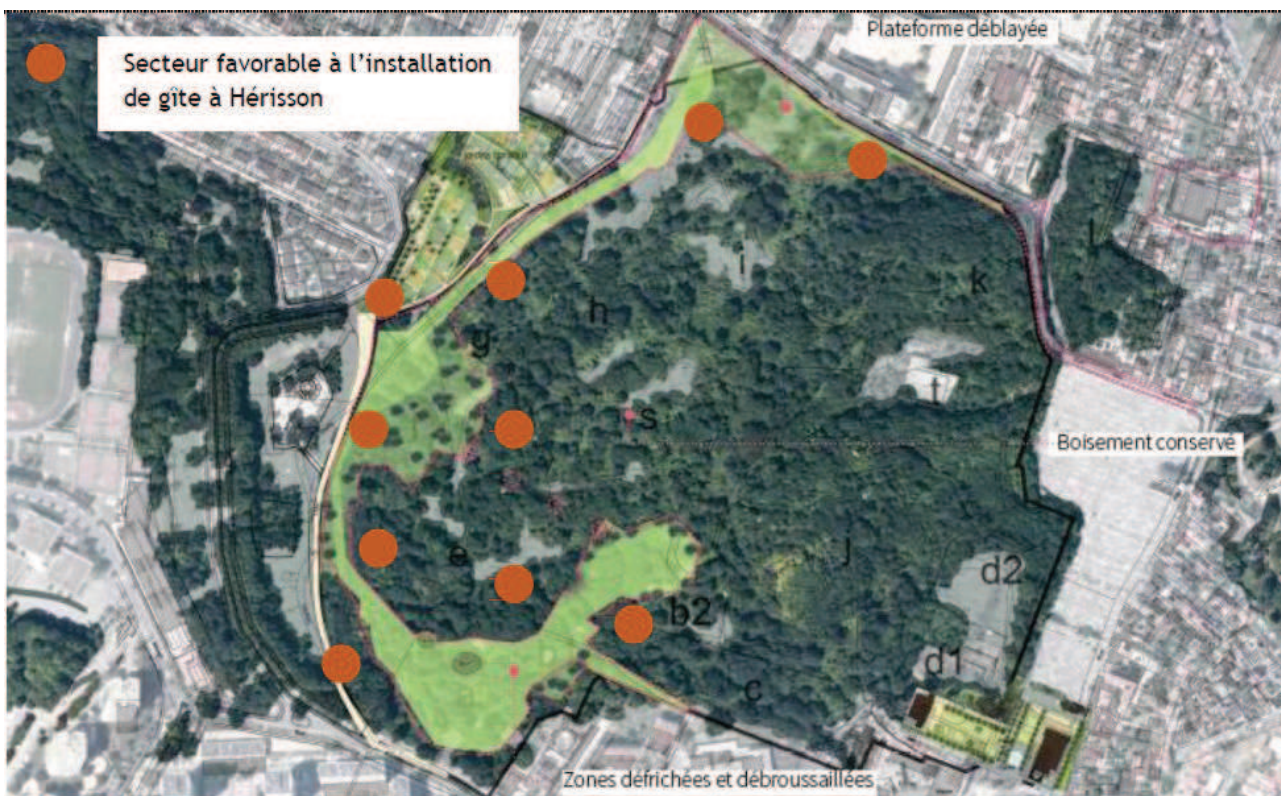 Plateforme déblayée
Secteur favorable à l'installation
de gîte à Hérisson
l
i
k
h
g
t
s
Boisement conservé
e
j
d2
b2
d1
c
Zones défrichées et débroussaillées